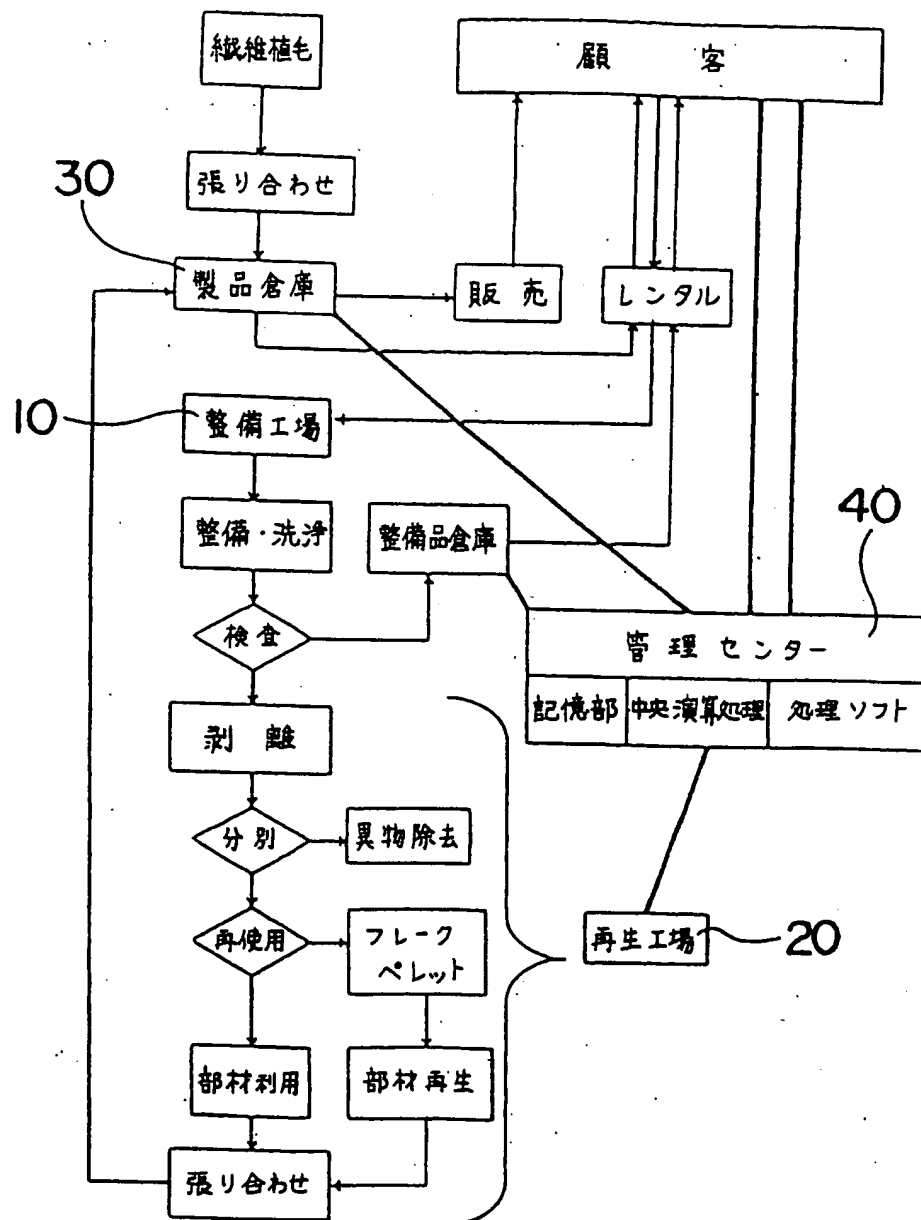 繊維植毛
顧客
張り合わせ
30
製品倉庫
販売
レンタル
10
整備工場
整備・洗浄
整備品倉庫
40
検査
管理センター
記憶部
中央演算処理
処理ソフト
剥離
分別
異物除去
再使用
フレーク
ペレット
再生工場
20
部材利用
部材再生
張り合わせ